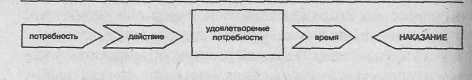 потребность
действие
удовлетворение
потребности
время
НАКАЗАНИЕ